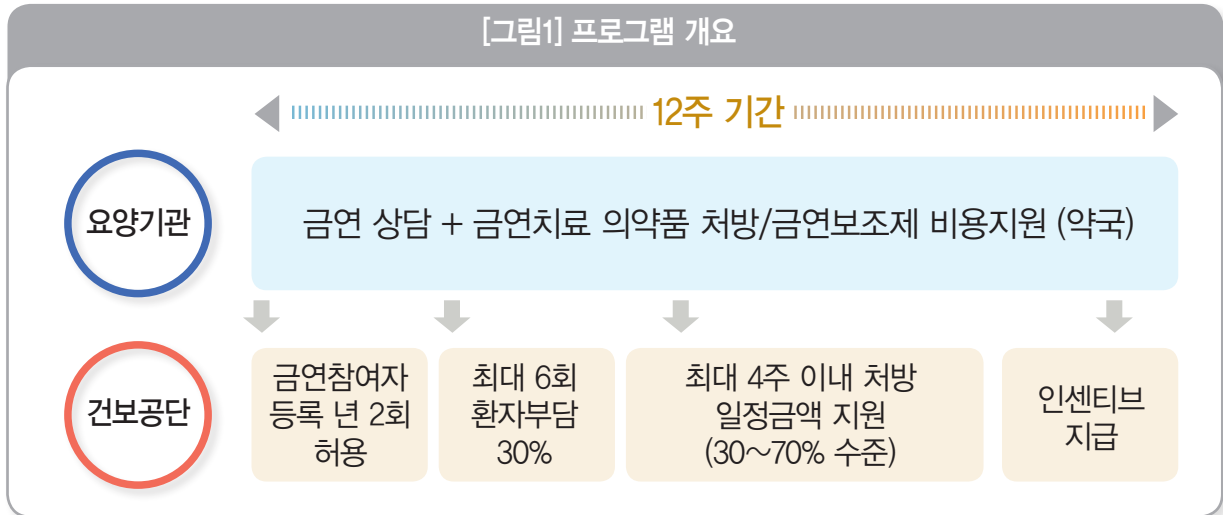 [그림1] 프로그램 개요
12주 기간
요양기관
금연 상담 + 금연치료 의약품 처방/금연보조제 비용지원 (약국)
건보공단
금연참여자
등록 년 2회
허용
최대 6회
환자부담
30%
최대 4주 이내 처방
일정금액 지원
(30～70% 수준)
인센티브
지급